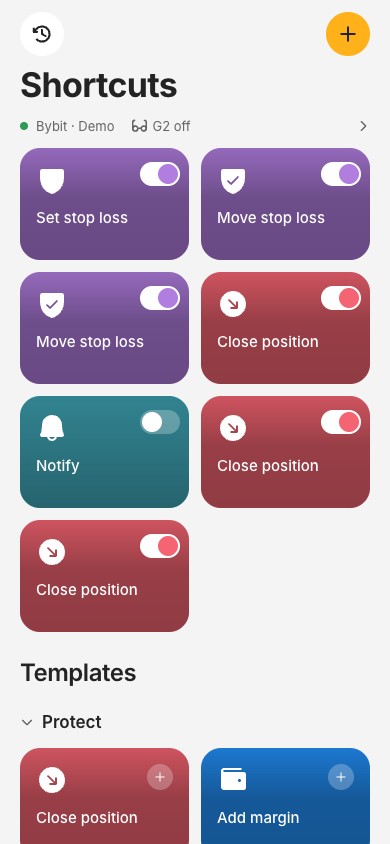 Shortcuts
Bybit · Demo G2 off
Set stop loss
Move stop loss
Move stop loss
Close position
Notify
Close position
Close position
Templates
Protect
Close position
Add margin